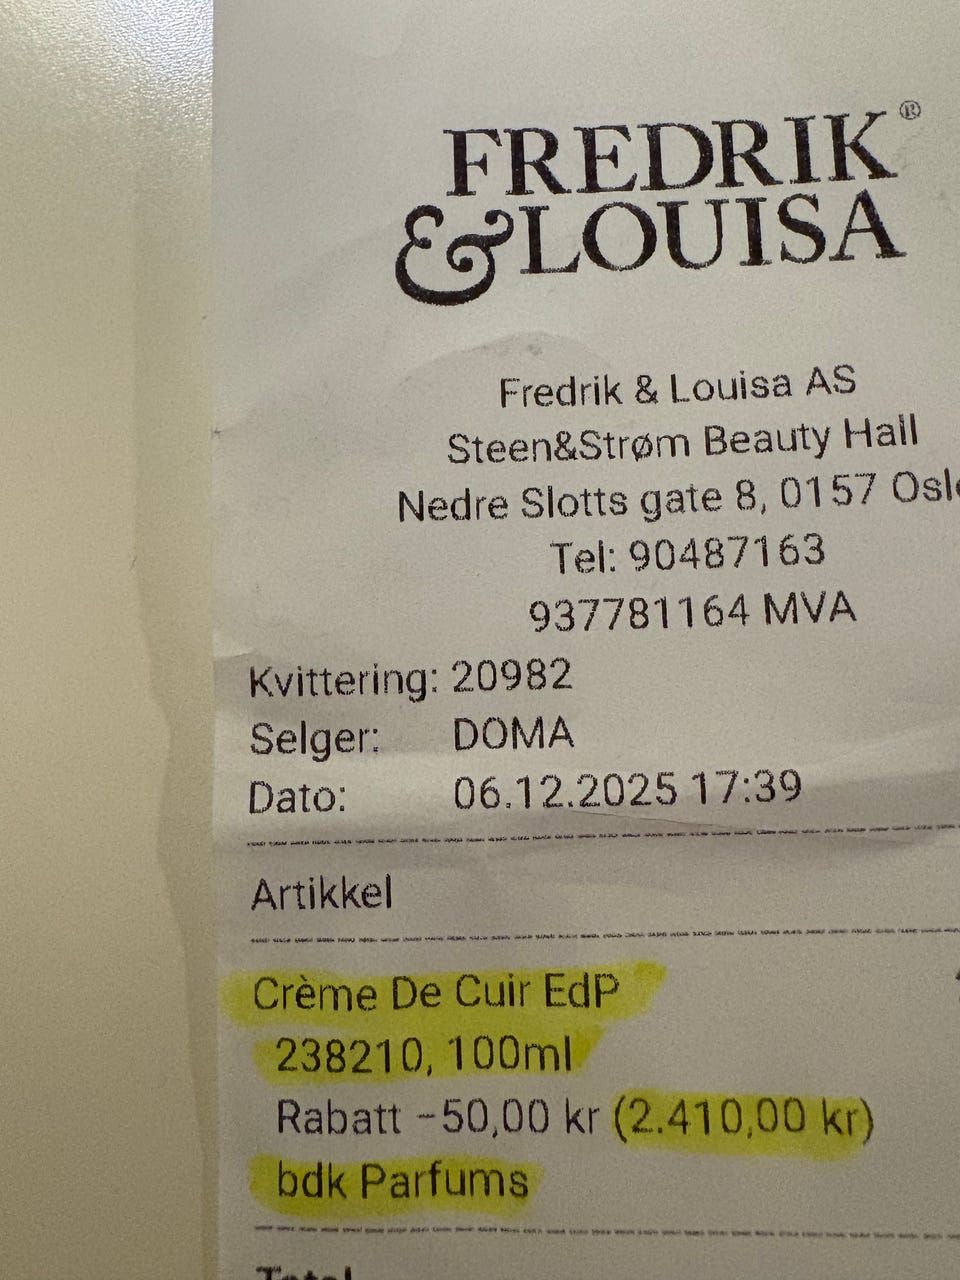 FREDRIK®
&LOUISA
Fredrik & Louisa AS
Steen&Strøm Beauty Hall
Nedre Slotts gate 8, 0157 Oslo
Tel: 90487163
937781164 MVA
Kvittering: 20982
Selger: DOMA
Dato: 06.12.2025 17:39
Artikkel
Crème De Cuir EdP
238210, 100ml
Rabatt -50,00 kr (2.410,00 kr)
bdk Parfums
Total